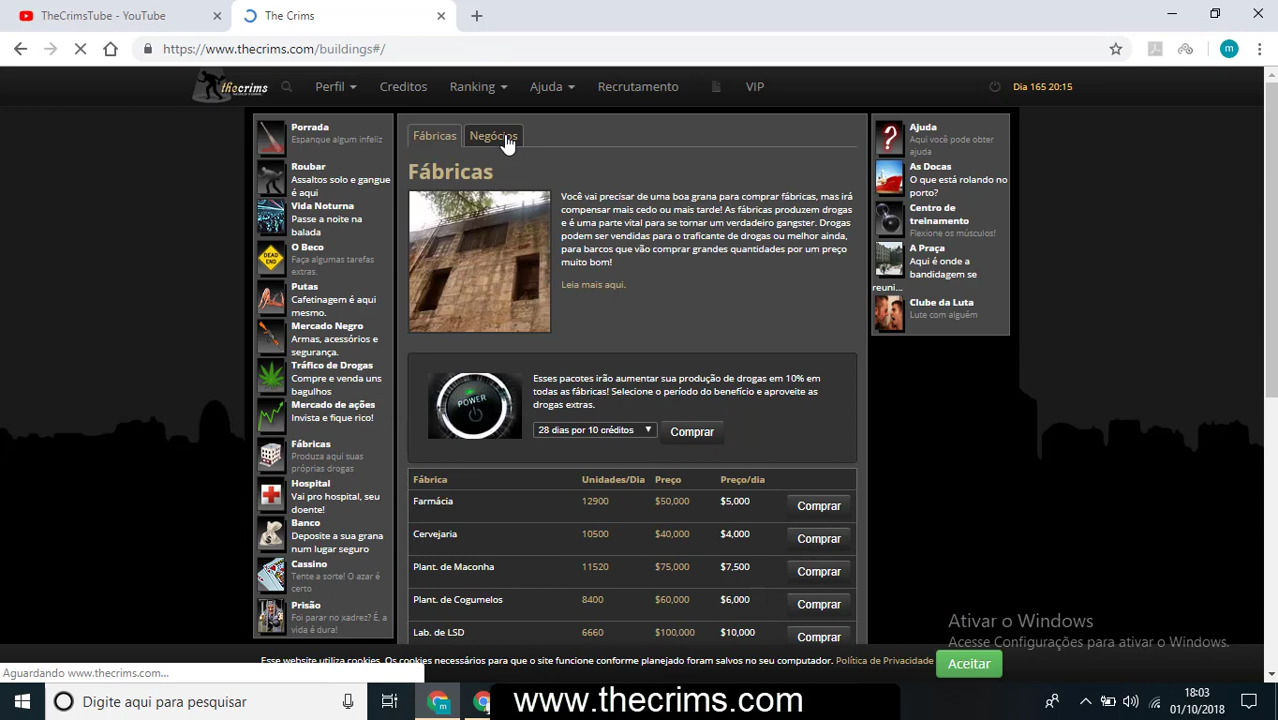 TheCrimsTube - YouTube
The Crims
https://www.thecrims.com/buildings#/
thecrims
Perfil
Creditos
Ranking
Ajuda
Recrutamento
VIP
Dia 165 20:15
Porrada
Espanque algum infeliz
Roubar
Assaltos solo e gangue
é aqui
Vida Noturna
Passe a noite na
balada
O Beco
Faça algumas tarefas
extras.
Putas
Cafetinagem é aqui
mesmo.
Mercado Negro
Armas, acessórios e
segurança.
Tráfico de Drogas
Compre e venda uns
bagulhos
Mercado de ações
Invista e fique rico!
Fábricas
Produza aqui suas
próprias drogas
Hospital
Vai pro hospital, seu
doente!
Banco
Deposite a sua grana
num lugar seguro
Cassino
Tente a sorte! O azar é
certo
Prisão
Foi parar no xadrez? É, a
vida é dura!
Fábricas
Negócios
Fábricas
Você vai precisar de uma boa grana para comprar fábricas, mas irá
compensar mais cedo ou mais tarde! As fábricas produzem drogas
e é uma parte vital para se tornar um verdadeiro gangster. Drogas
podem ser vendidas para o traficante de drogas ou melhor ainda,
para barcos que vão comprar grandes quantidades por um preço
muito bom!
Leia mais aqui.
POWER
Esses pacotes irão aumentar sua produção de drogas em 10% em
todas as fábricas! Selecione o período do benefício e aproveite as
drogas extras.
28 dias por 10 créditos
Comprar
Fábrica Unidades/Dia Preço Preço/dia
Farmácia 12900 $50,000 $5,000 Comprar
Cervejaria 10500 $40,000 $4,000 Comprar
Plant. de Maconha 11520 $75,000 $7,500 Comprar
Plant. de Cogumelos 8400 $60,000 $6,000 Comprar
Lab. de LSD 6660 $100,000 $10,000 Comprar
Ajuda
Aqui você pode obter
ajuda
As Docas
O que está rolando no
porto?
Centro de
treinamento
Flexione os músculos!
A Praça
Aqui é onde a
bandidagem se
reuni...
Clube da Luta
Lute com alguém
DEAD
END
Ativar o Windows
Acesse Configurações para ativar o Windows.
Esse website utiliza cookies. Os cookies necessários para que o site funcione conforme planejado foram salvos no seu computador. Política de Privacidade
Aceitar
Aguardando www.thecrims.com...
Digite aqui para pesquisar
www.thecrims.com
18:03
01/10/2018